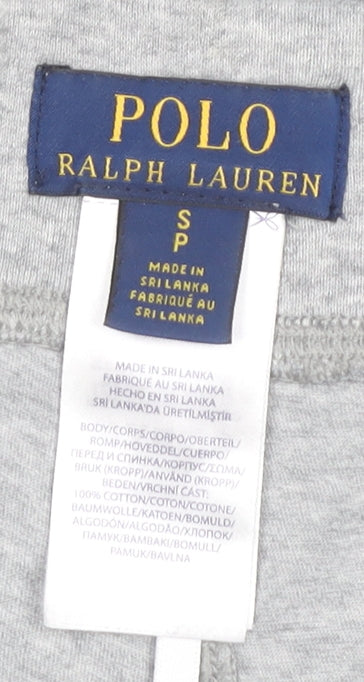 POLO
RALPH LAUREN
S
P
MADE IN
SRI LANKA
FABRIQUÉ AU
SRI LANKA
MADE IN SRI LANKA
FABRIQUE AU SRI LANKA
HECHO EN SRI LANKA
SRI LANKA'DA ÜRETİLMİŞTİR
BODY/CORPS/CORPO/OBERTEIL/
ROMP/HOVEDDEL/CUERPO/
ПЕРЕД И СПИНКА/KOPΠYC/ΣΩMA/
BRUK (KROPP)/ANVÄND (KROPP)/
BEDEN/VRCHNÍ ČÁST:
100% COTTON/COTON/COTONE/
BAUMWOLLE/KATOEN/BOMULD/
ALGODÓN/ALGODÃO/ХЛОПОК/
ПАМУК/BAMBAKI/BOMULL/
PAMUK/BAVLNA